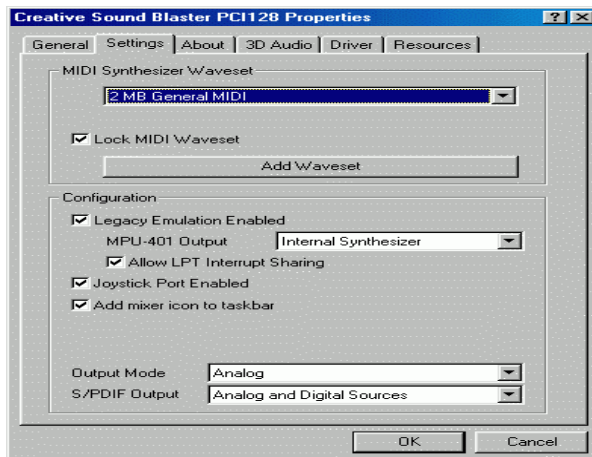 Creative Sound Blaster PCI128 Properties
General Settings About 3D Audio Driver Resources
MIDI Synthesizer Waveset
2 MB General MIDI
Lock MIDI Waveset
Add Waveset
Configuration
Legacy Emulation Enabled
MPU-401 Output Internal Synthesizer
Allow LPT Interrupt Sharing
Joystick Port Enabled
Add mixer icon to taskbar
Output Mode Analog
S/PDIF Output Analog and Digital Sources
OK Cancel